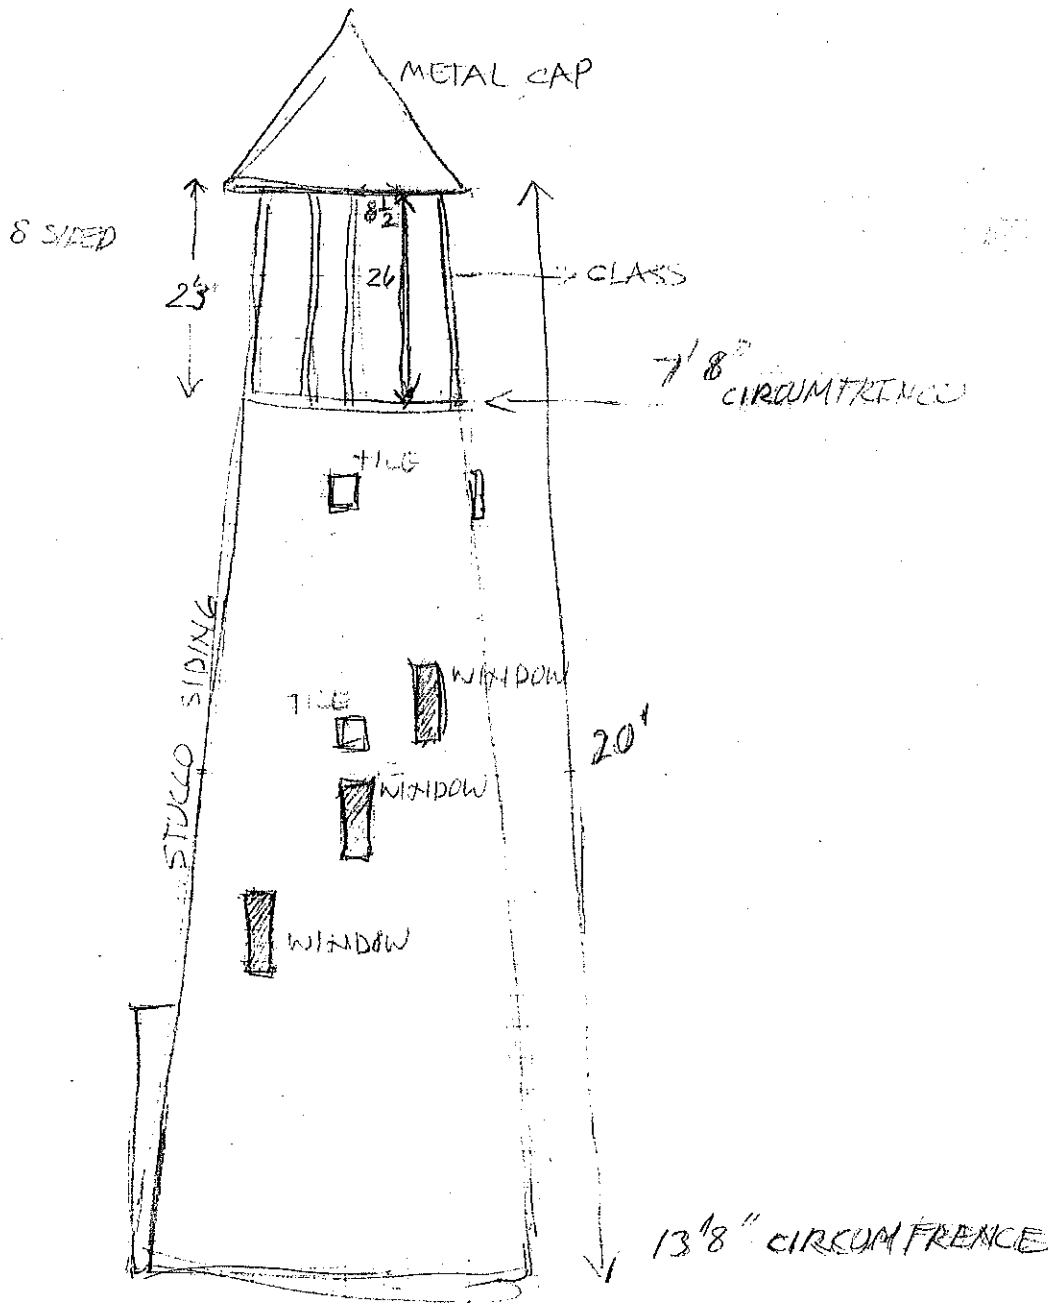 METAL CAP
8 SIDED
8 1/2
26
GLASS
7' 8"
CIRCUMFRENCE
TILE
STUCCO SIDING
WINDOW
TILE
20'
WINDOW
WINDOW
13'8" CIRCUMFRENCE